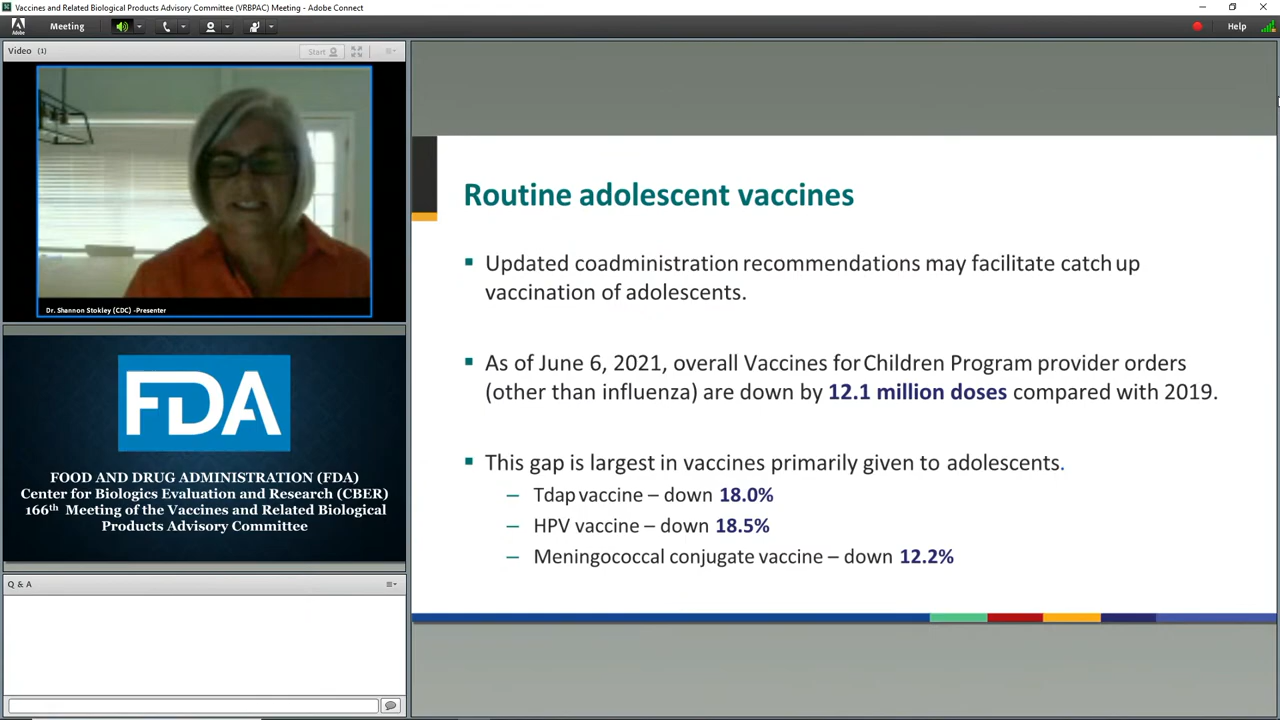 Vaccines and Related Biological Products Advisory Committee (VRBPAC) Meeting - Adobe Connect
Meeting
Help
Adobe
Video (1)
Start
Dr. Shannon Stokley (CDC) -Presenter
FDA
FOOD AND DRUG ADMINISTRATION (FDA)
Center for Biologics Evaluation and Research (CBER)
166th Meeting of the Vaccines and Related Biological
Products Advisory Committee
Q & A
Routine adolescent vaccines
▪ Updated coadministration recommendations may facilitate catch up
vaccination of adolescents.
▪ As of June 6, 2021, overall Vaccines for Children Program provider orders
(other than influenza) are down by 12.1 million doses compared with 2019.
▪ This gap is largest in vaccines primarily given to adolescents.
– Tdap vaccine – down 18.0%
– HPV vaccine – down 18.5%
– Meningococcal conjugate vaccine – down 12.2%